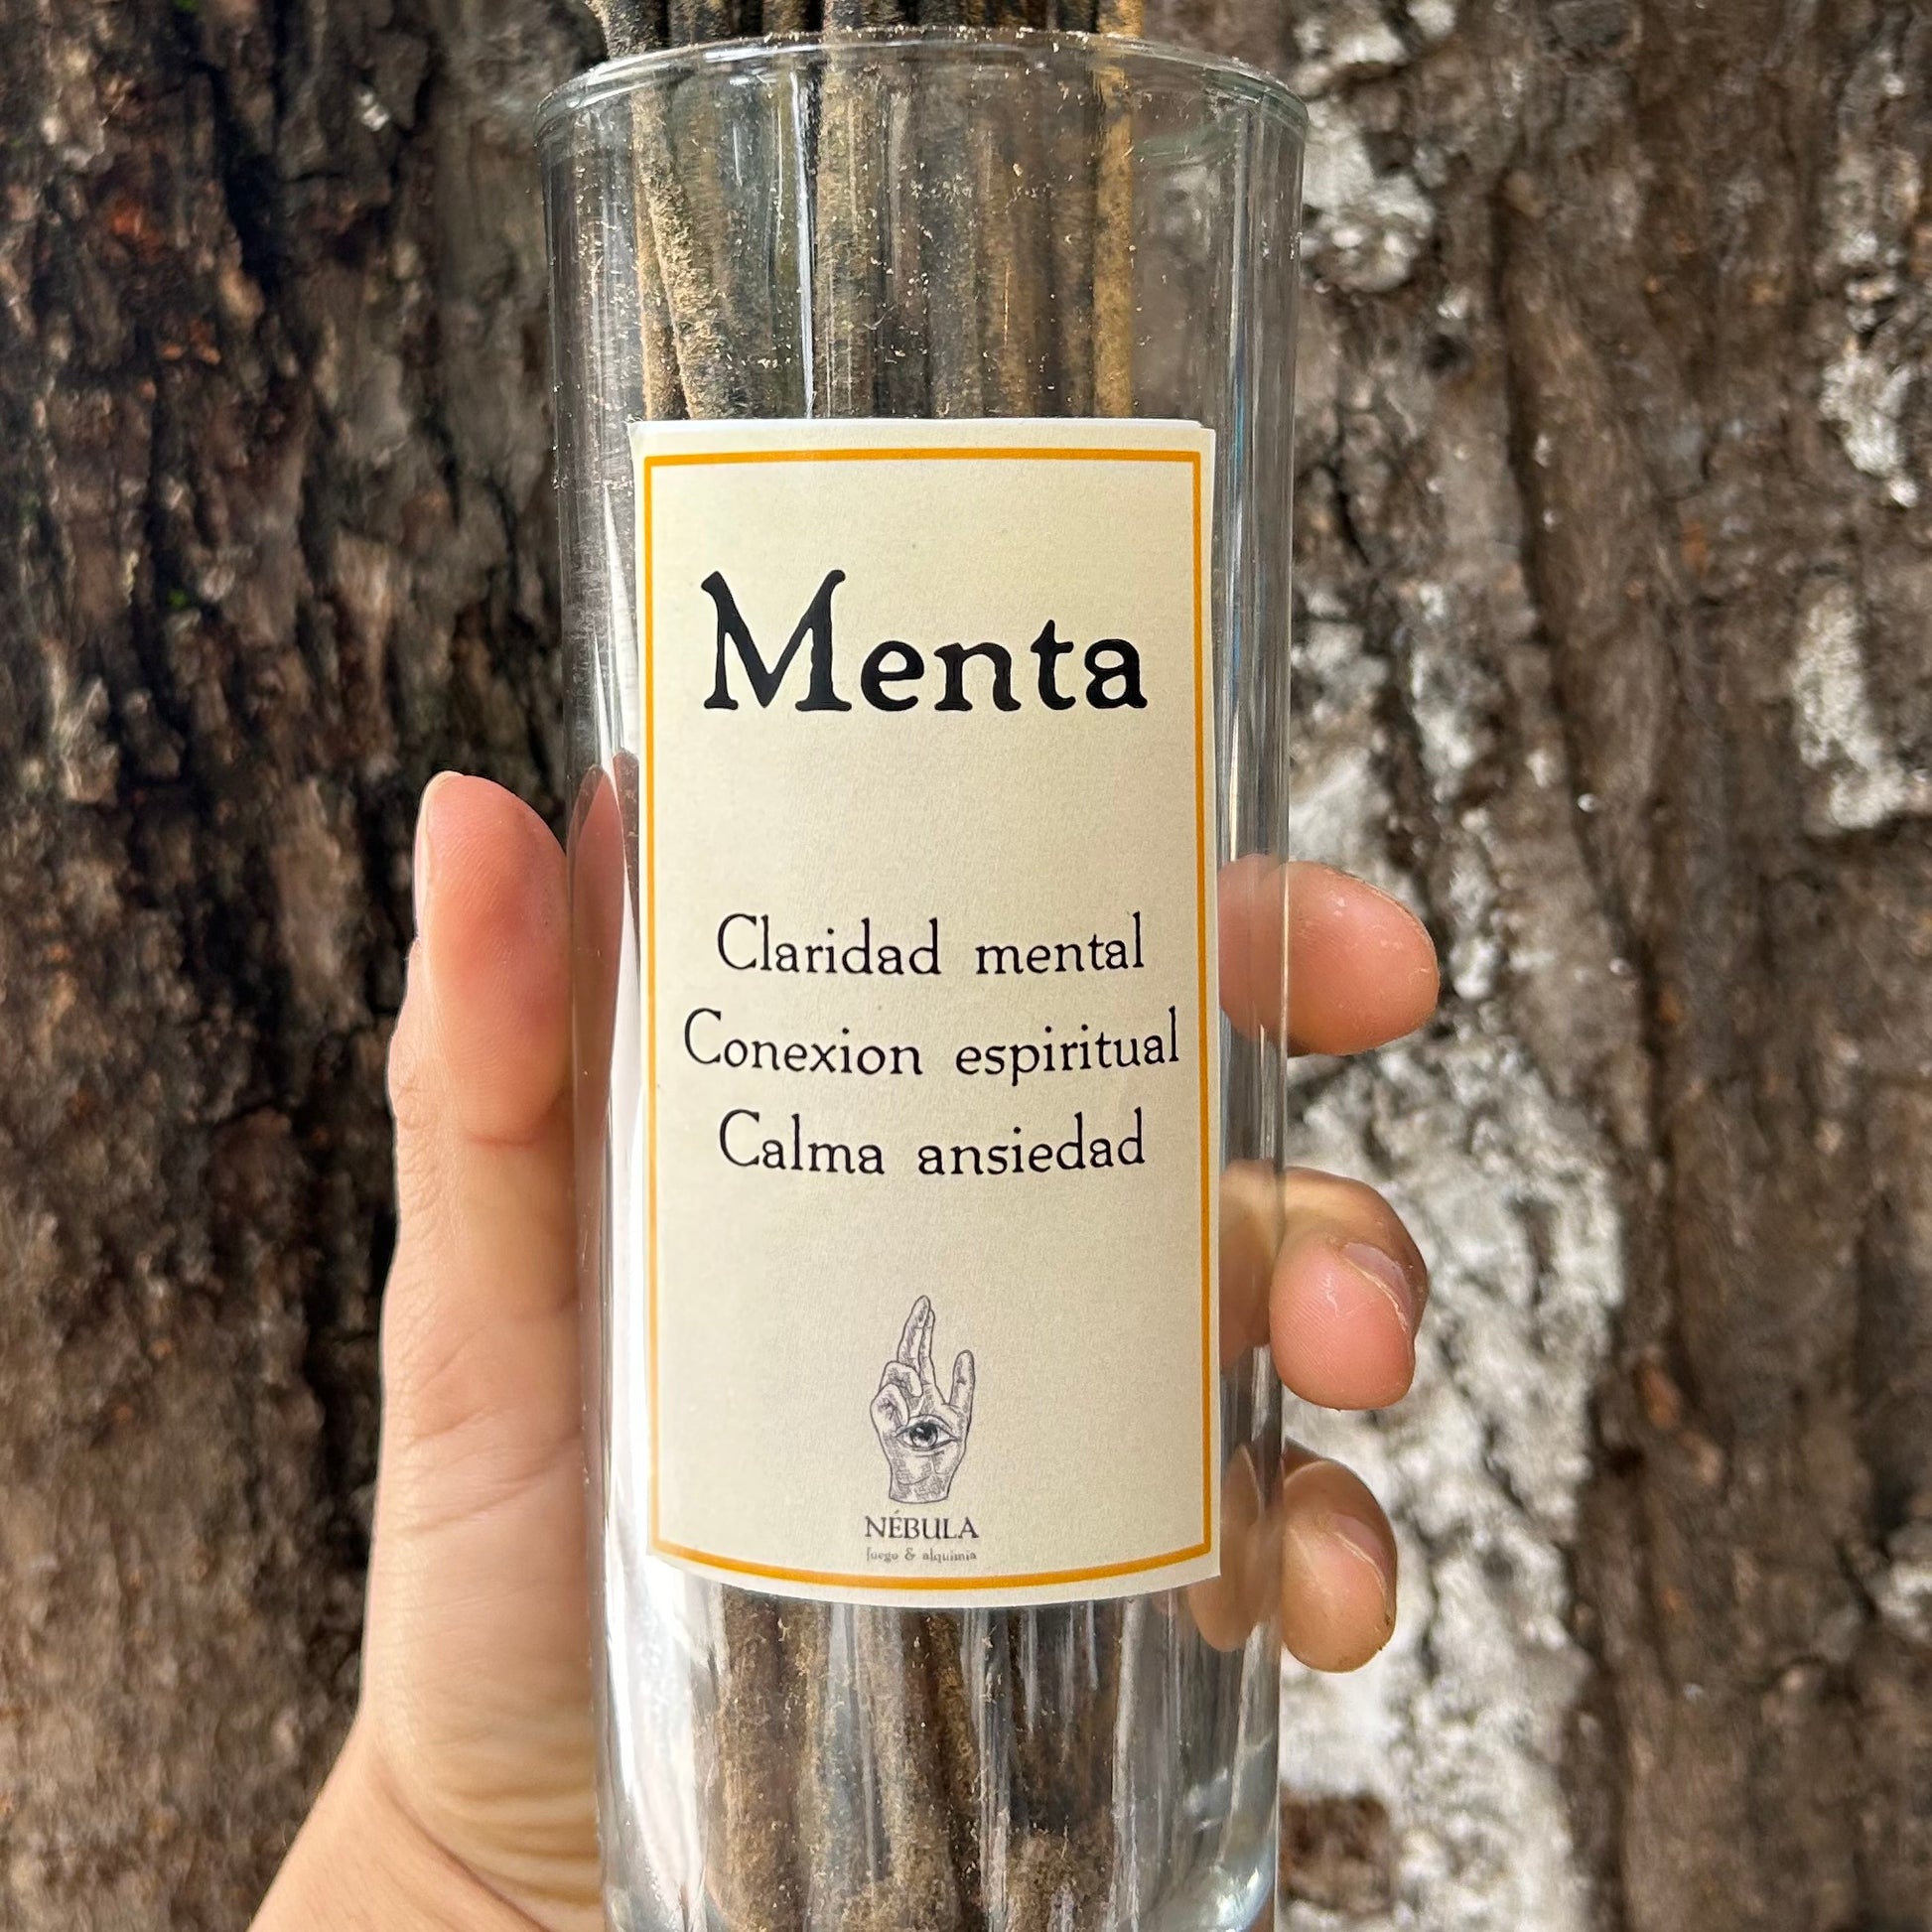 Menta
Claridad mental
Conexion espiritual
Calma ansiedad
NÉBULA
fuego & alquimia